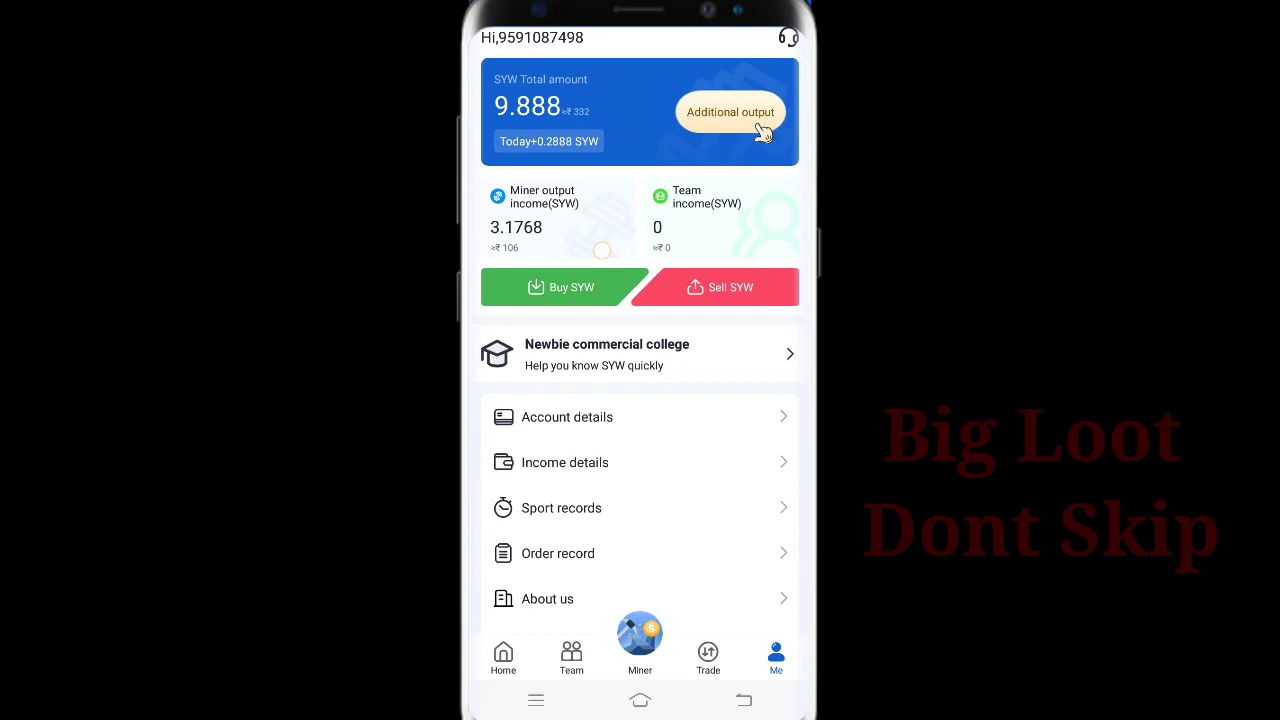 Hi,9591087498
SYW Total amount
9.888≈₹ 332
Additional output
Today+0.2888 SYW
Miner output
income(SYW)
3.1768
≈₹ 106
Team
income(SYW)
0
≈₹ 0
Buy SYW
Sell SYW
Newbie commercial college
Help you know SYW quickly
Account details
Income details
Sport records
Order record
About us
Home
Team
Miner
Trade
Me
Big Loot
Dont Skip